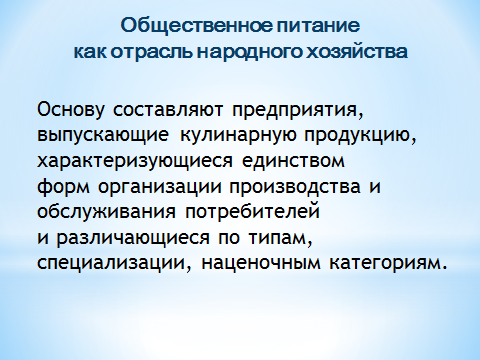 Общественное питание
как отрасль народного хозяйства
Основу составляют предприятия,
выпускающие кулинарную продукцию,
характеризующиеся единством
форм организации производства и
обслуживания потребителей
и различающиеся по типам,
специализации, наценочным категориям.